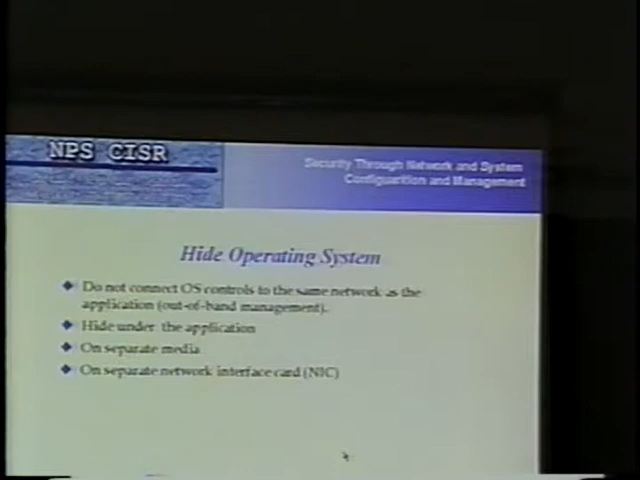 NPS CISR
Security Through Network and System
Configuration and Management
Hide Operating System
Do not connect OS controls to the same network as the
application (out-of-band management).
Hide under the application
On separate media
On separate network interface card (NIC)